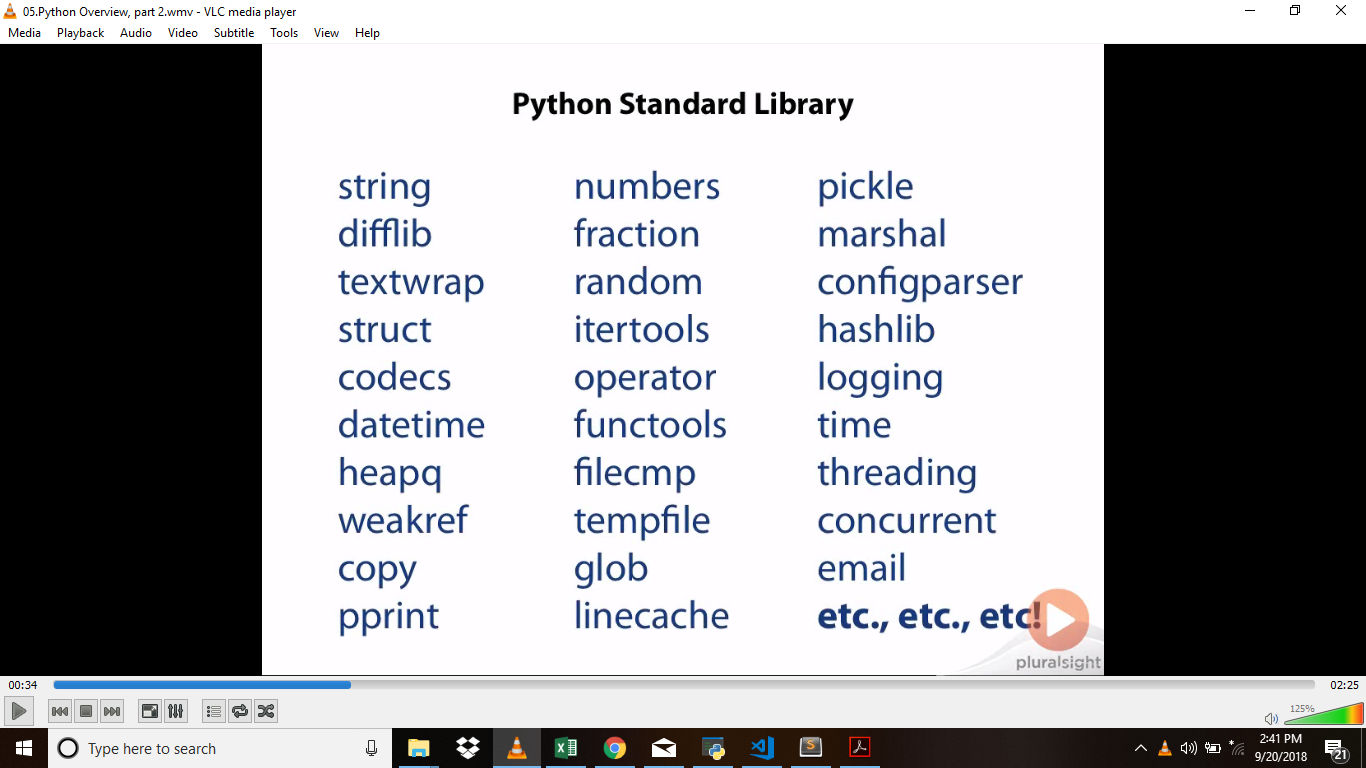 05.Python Overview, part 2.wmv - VLC media player
Media Playback Audio Video Subtitle Tools View Help
Python Standard Library
string numbers pickle
difflib fraction marshal
textwrap random configparser
struct itertools hashlib
codecs operator logging
datetime functools time
heapq filecmp threading
weakref tempfile concurrent
copy glob email
pprint linecache etc., etc., etc!
pluralsight
00:34 02:25
125%
Type here to search
2:41 PM
9/20/2018
21